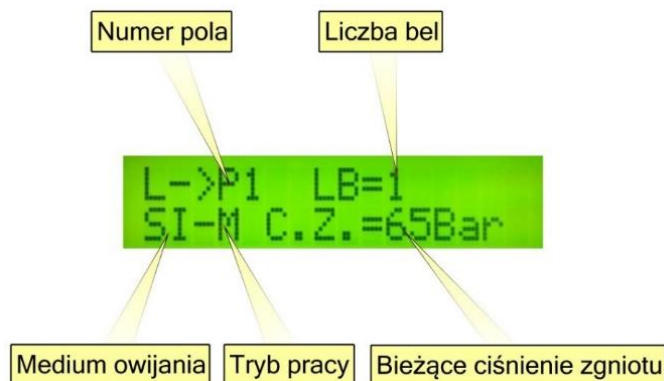 Numer pola
Liczba bel
L->P1 LB=1
SI-M C.Z.=65Bar
Medium owijania
Tryb pracy
Bieżące ciśnienie zgniotu